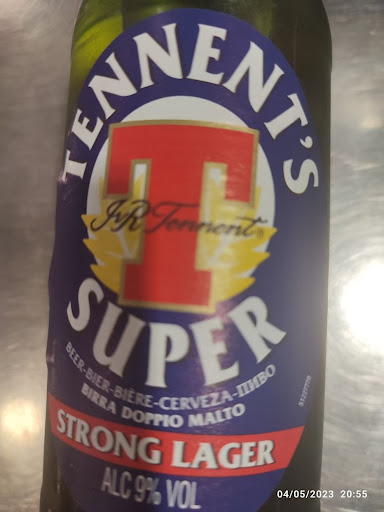 TENNENT'S
T
J&R Tennent
SUPER
BEER-BIER-BIÈRE-CERVEZA-ПИВО
BIRRA DOPPIO MALTO
STRONG LAGER
ALC 9% VOL
04/05/2023 20:55